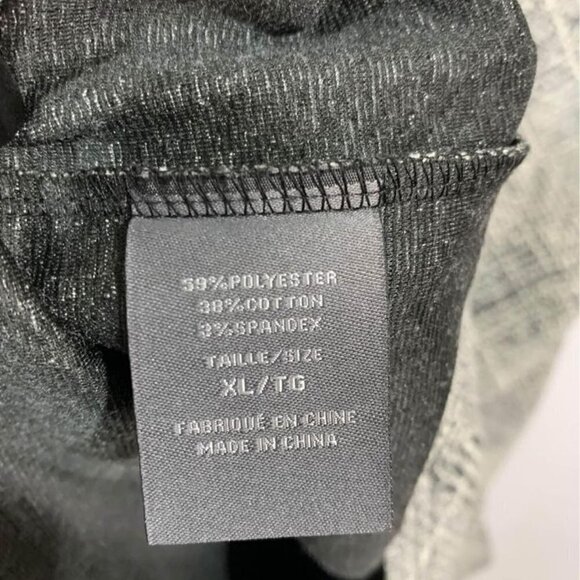 59%POLYESTER
38%COTTON
3%SPANDEX
TAILLE/SIZE
XL/TG
FABRIQUÉ EN CHINE
MADE IN CHINA